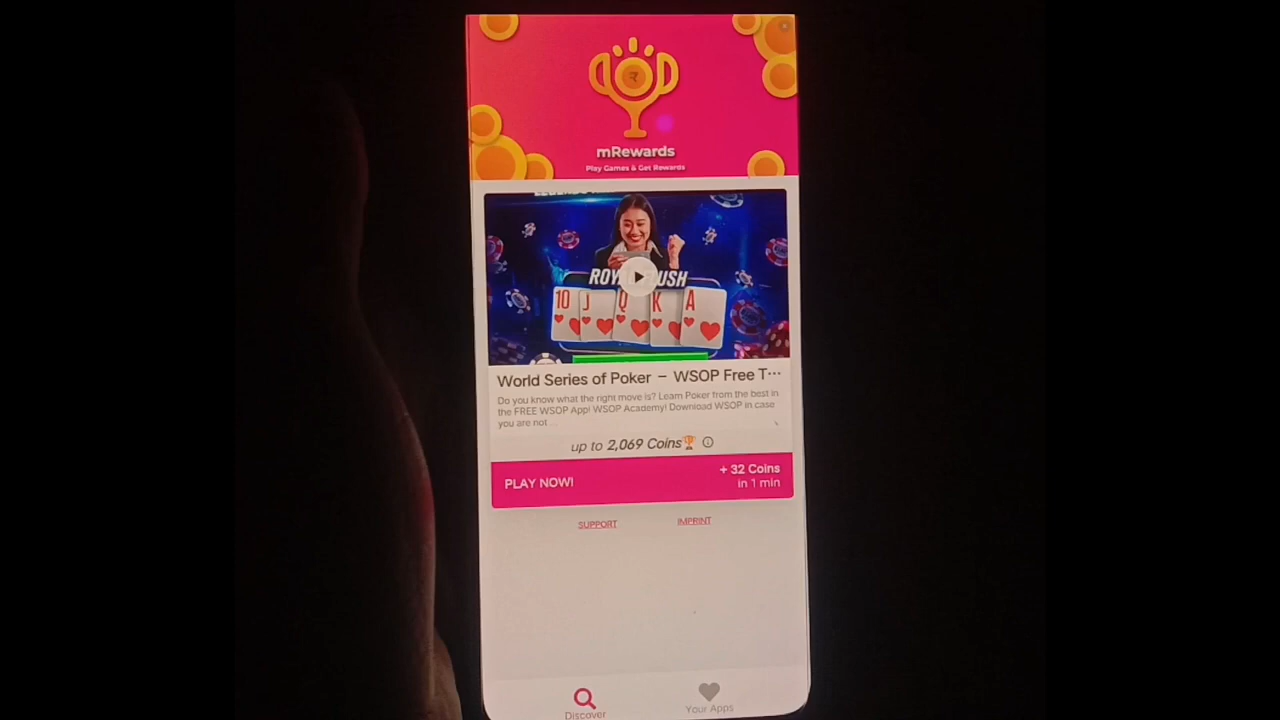 mRewards
Play Games & Get Rewards
ROYAL FLUSH
10 J Q K A
World Series of Poker – WSOP Free T...
Do you know what the right move is? Learn Poker from the best in
the FREE WSOP App! WSOP Academy! Download WSOP in case
you are not ...
up to 2,069 Coins
PLAY NOW!
+ 32 Coins
in 1 min
SUPPORT
IMPRINT
Discover
Your Apps